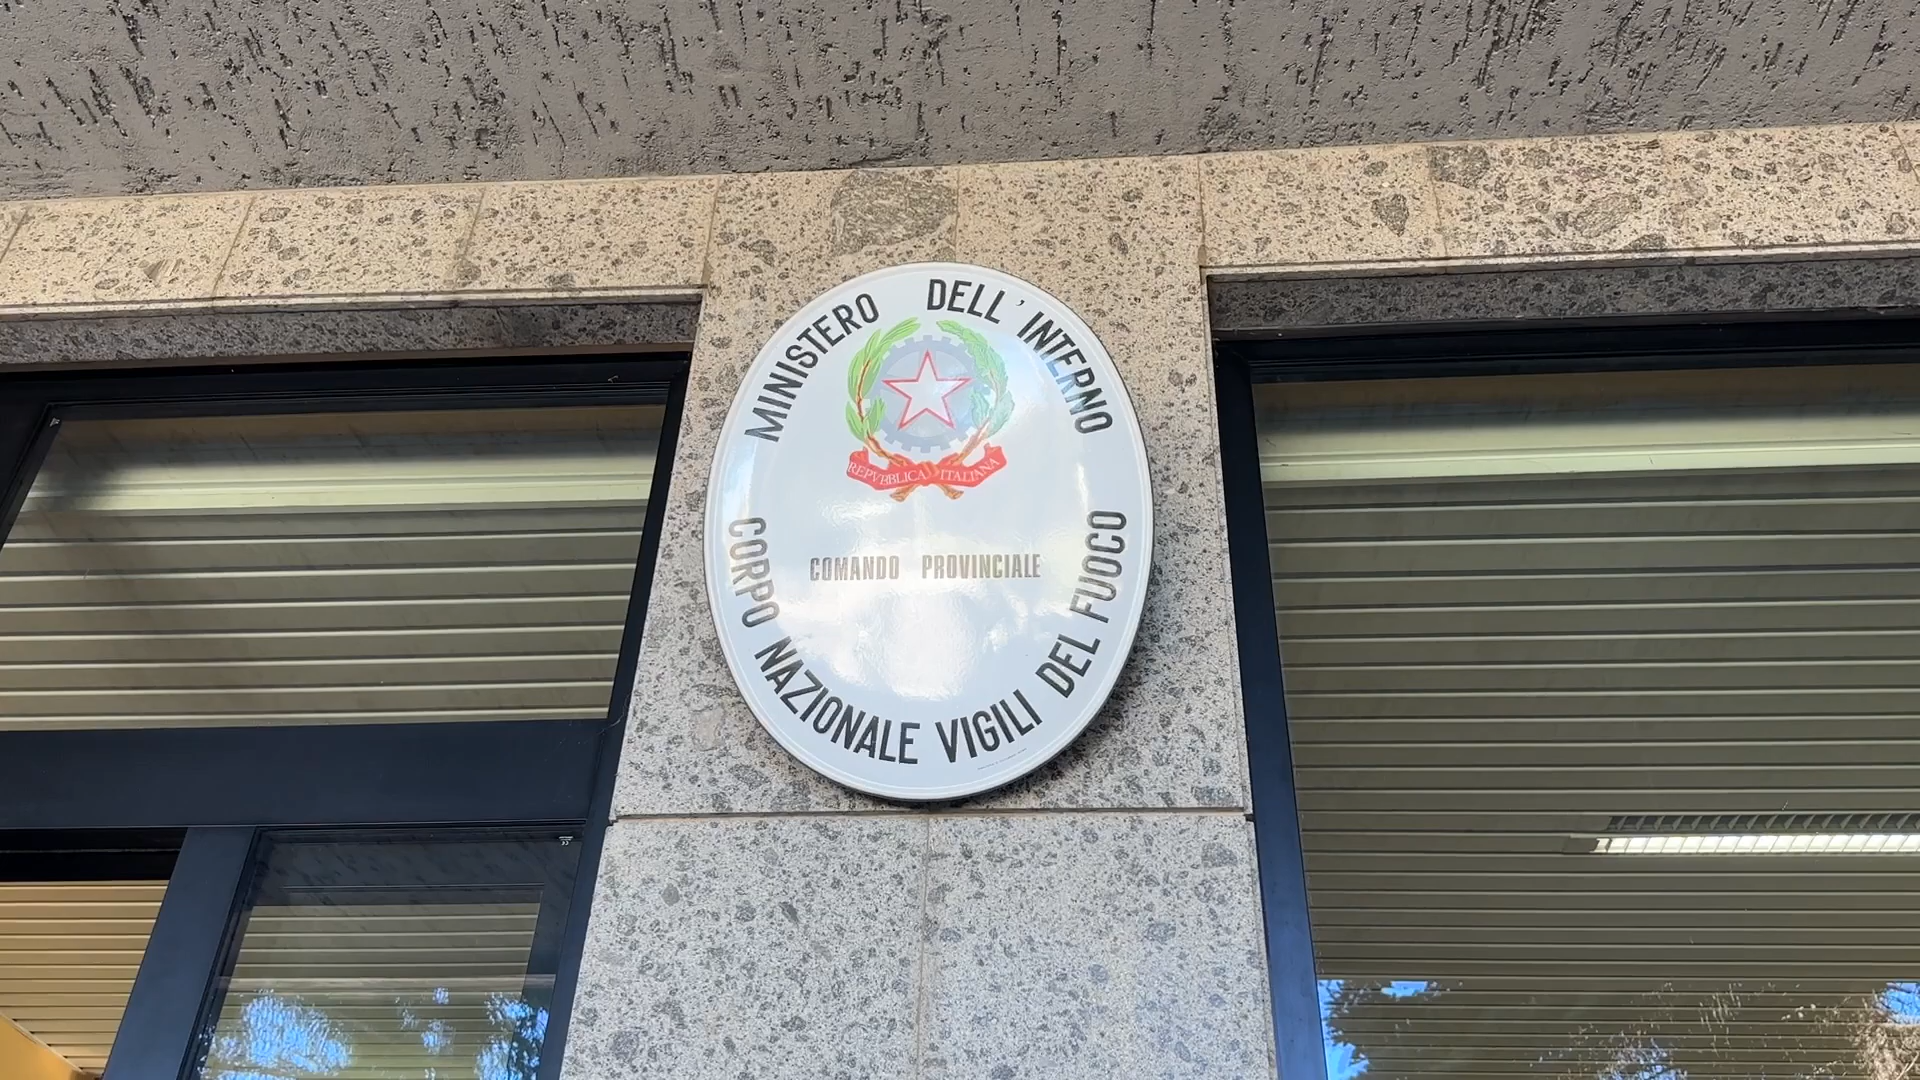 MINISTERO DELL'INTERNO
REPVBBLICA ITALIANA
COMANDO PROVINCIALE
CORPO NAZIONALE VIGILI DEL FUOCO